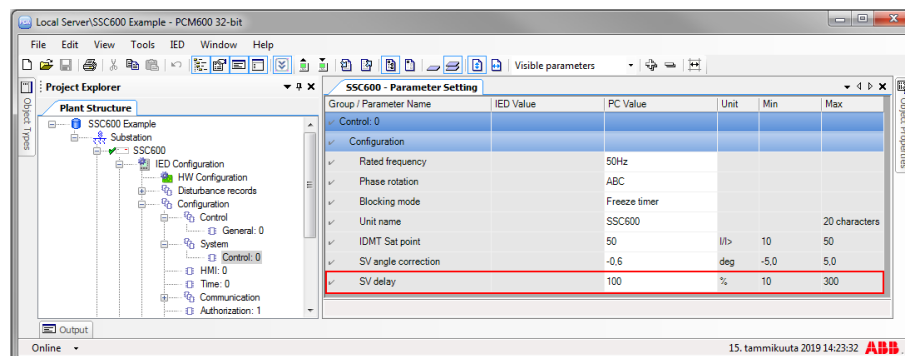 Local Server\SSC600 Example - PCM600 32-bit
File Edit View Tools IED Window Help
Visible parameters
Project Explorer
Plant Structure
Object Types
SSC600 Example
Substation
SSC600
IED Configuration
HW Configuration
Disturbance records
Configuration
Control
General: 0
System
Control: 0
HMI: 0
Time: 0
Communication
Authorization: 1
SSC600 - Parameter Setting
Group / Parameter Name IED Value PC Value Unit Min Max
Control: 0
Configuration
Rated frequency 50Hz
Phase rotation ABC
Blocking mode Freeze timer
Unit name SSC600 20 characters
IDMT Sat point 50 I/I> 10 50
SV angle correction -0,6 deg -5,0 5,0
SV delay 100 % 10 300
Object Properties
Output
Online 15. tammikuuta 2019 14:23:32 ABB